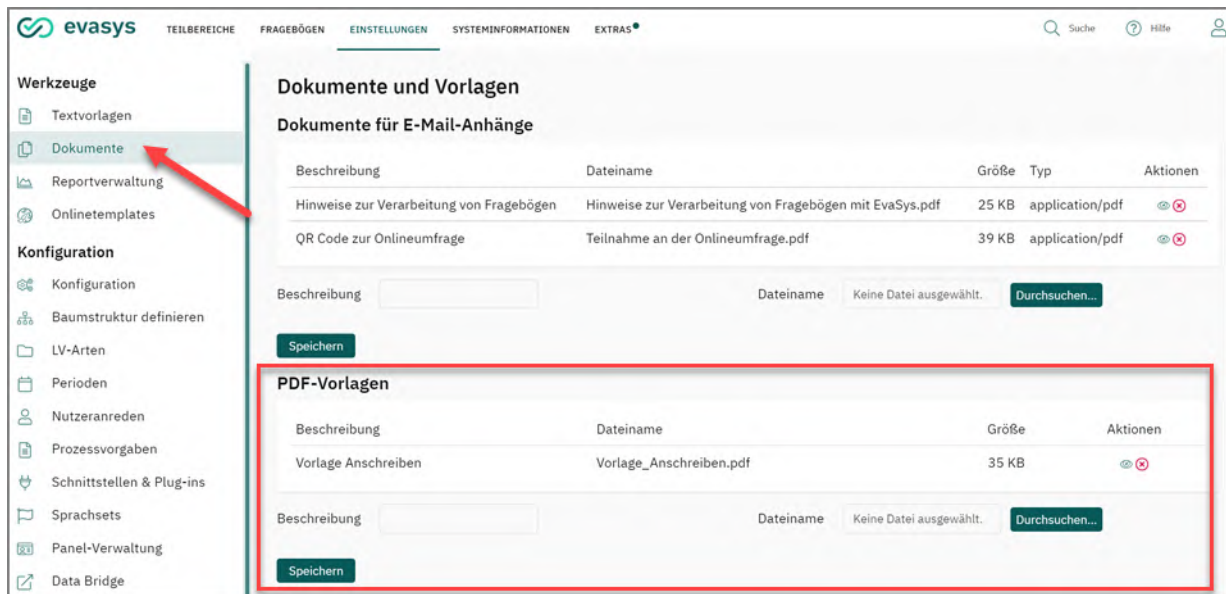 evasys TEILBEREICHE FRAGEBÖGEN EINSTELLUNGEN SYSTEMINFORMATIONEN EXTRAS Suche Hilfe
Werkzeuge
Textvorlagen
Dokumente
Reportverwaltung
Onlinetemplates
Konfiguration
Konfiguration
Baumstruktur definieren
LV-Arten
Perioden
Nutzeranreden
Prozessvorgaben
Schnittstellen & Plug-ins
Sprachsets
Panel-Verwaltung
Data Bridge
Dokumente und Vorlagen
Dokumente für E-Mail-Anhänge
Beschreibung Dateiname Größe Typ Aktionen
Hinweise zur Verarbeitung von Fragebögen Hinweise zur Verarbeitung von Fragebögen mit EvaSys.pdf 25 KB application/pdf
QR Code zur Onlineumfrage Teilnahme an der Onlineumfrage.pdf 39 KB application/pdf
Beschreibung Dateiname Keine Datei ausgewählt. Durchsuchen...
Speichern
PDF-Vorlagen
Beschreibung Dateiname Größe Aktionen
Vorlage Anschreiben Vorlage_Anschreiben.pdf 35 KB
Beschreibung Dateiname Keine Datei ausgewählt. Durchsuchen...
Speichern